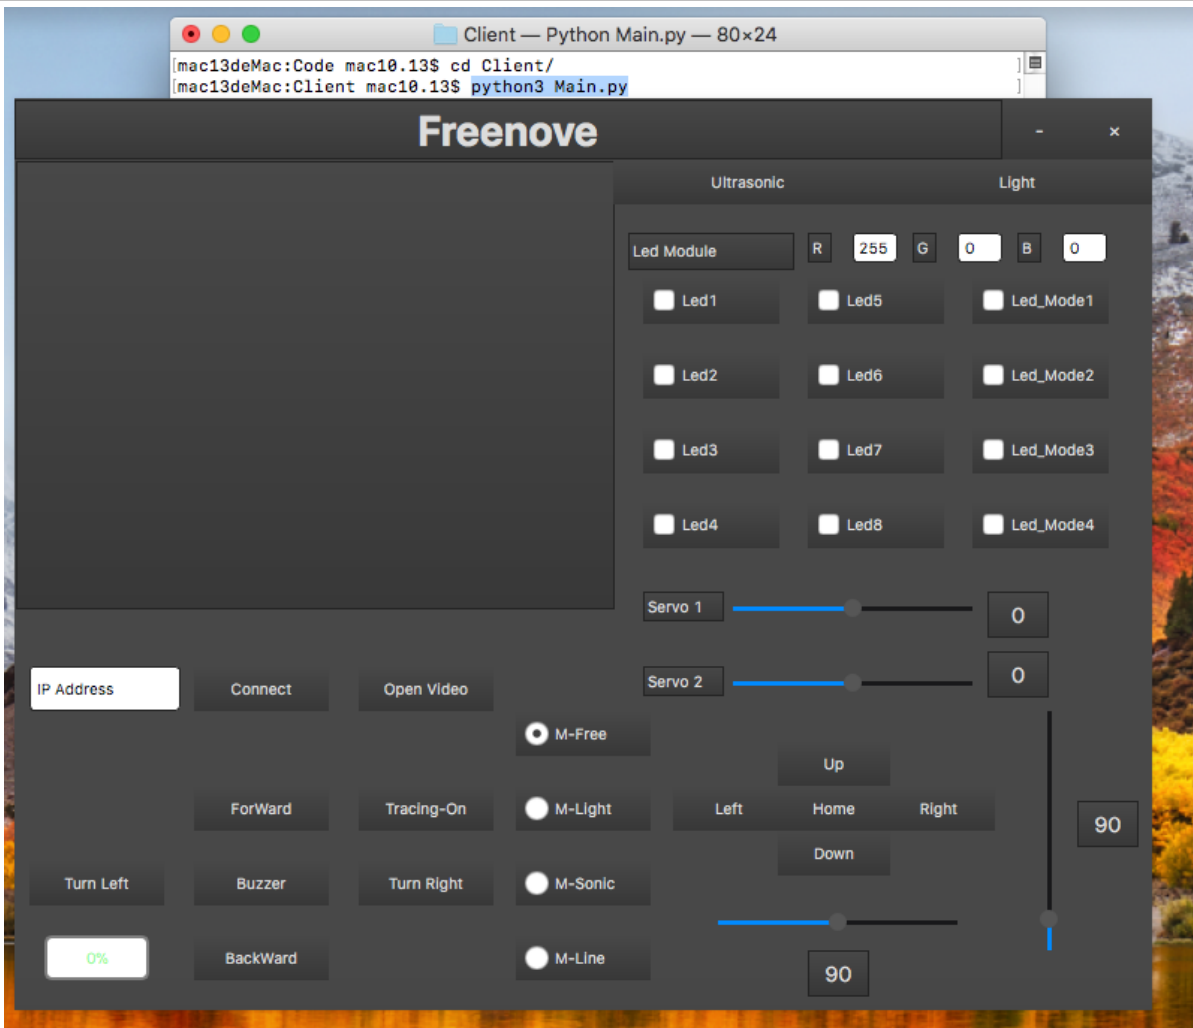 Client — Python Main.py — 80×24
[mac13deMac:Code mac10.13$ cd Client/ ]
[mac13deMac:Client mac10.13$ python3 Main.py ]
Freenove
- ×
Ultrasonic Light
Led Module R 255 G 0 B 0
Led1 Led5 Led_Mode1
Led2 Led6 Led_Mode2
Led3 Led7 Led_Mode3
Led4 Led8 Led_Mode4
Servo 1 0
IP Address Connect Open Video Servo 2 0
M-Free
Up
ForWard Tracing-On M-Light Left Home Right 90
Down
Turn Left Buzzer Turn Right M-Sonic
0% BackWard M-Line 90